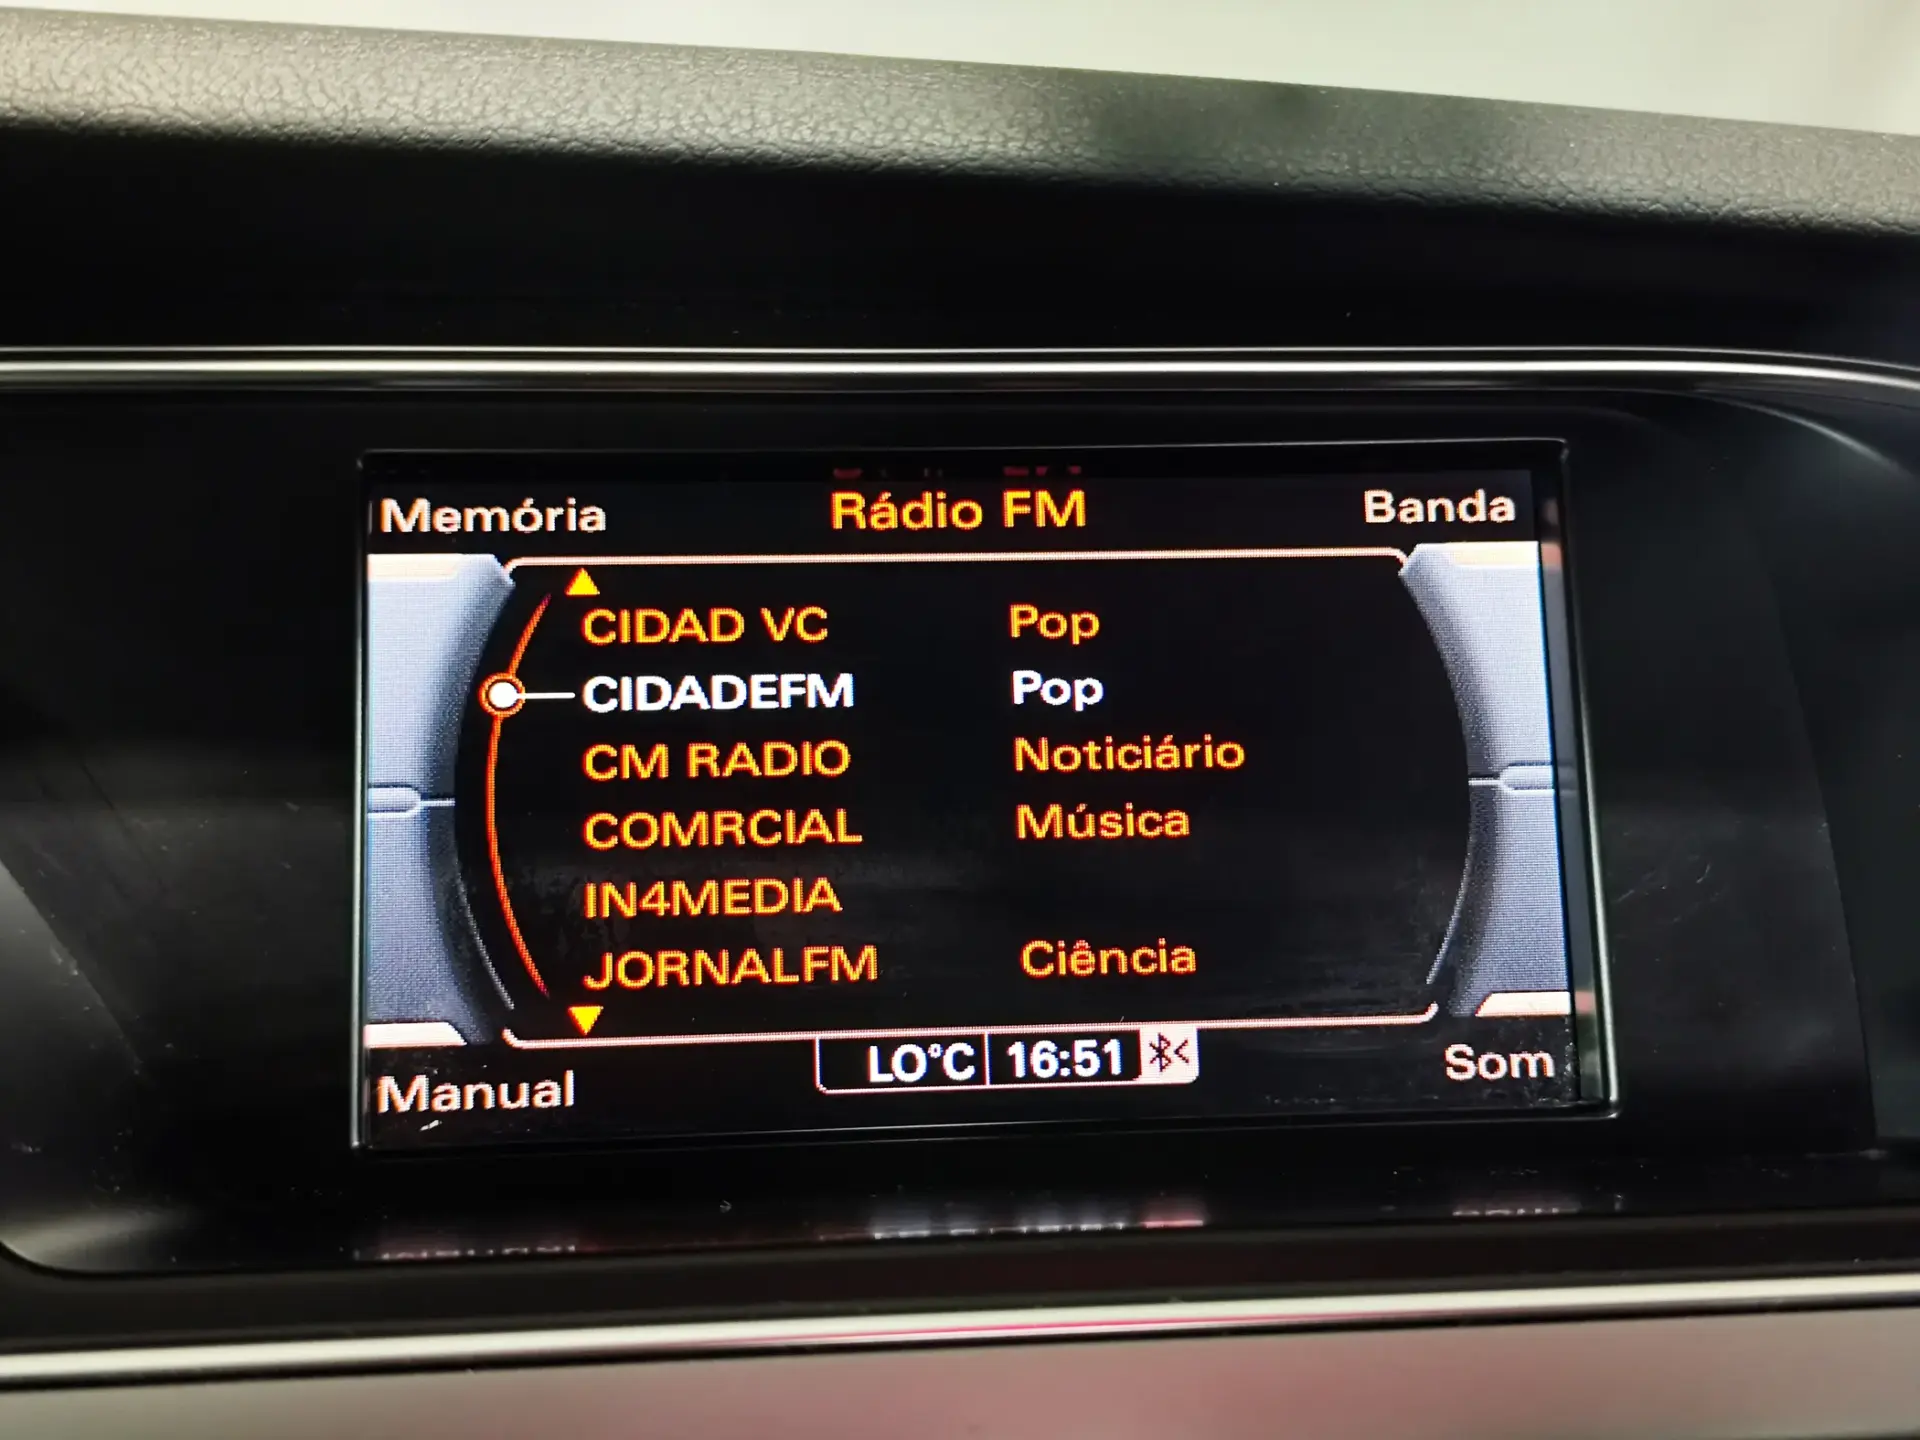 Memória Rádio FM Banda
CIDAD VC Pop
CIDADEFM Pop
CM RADIO Noticiário
COMRCIAL Música
IN4MEDIA
JORNALFM Ciência
Manual LO°C 16:51 Som